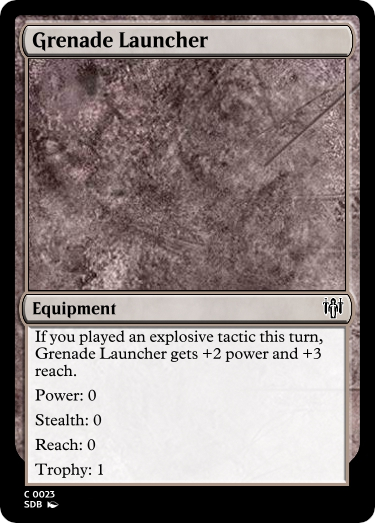 Grenade Launcher
Equipment
If you played an explosive tactic this turn,
Grenade Launcher gets +2 power and +3
reach.
Power: 0
Stealth: 0
Reach: 0
Trophy: 1
C 0023
SDB